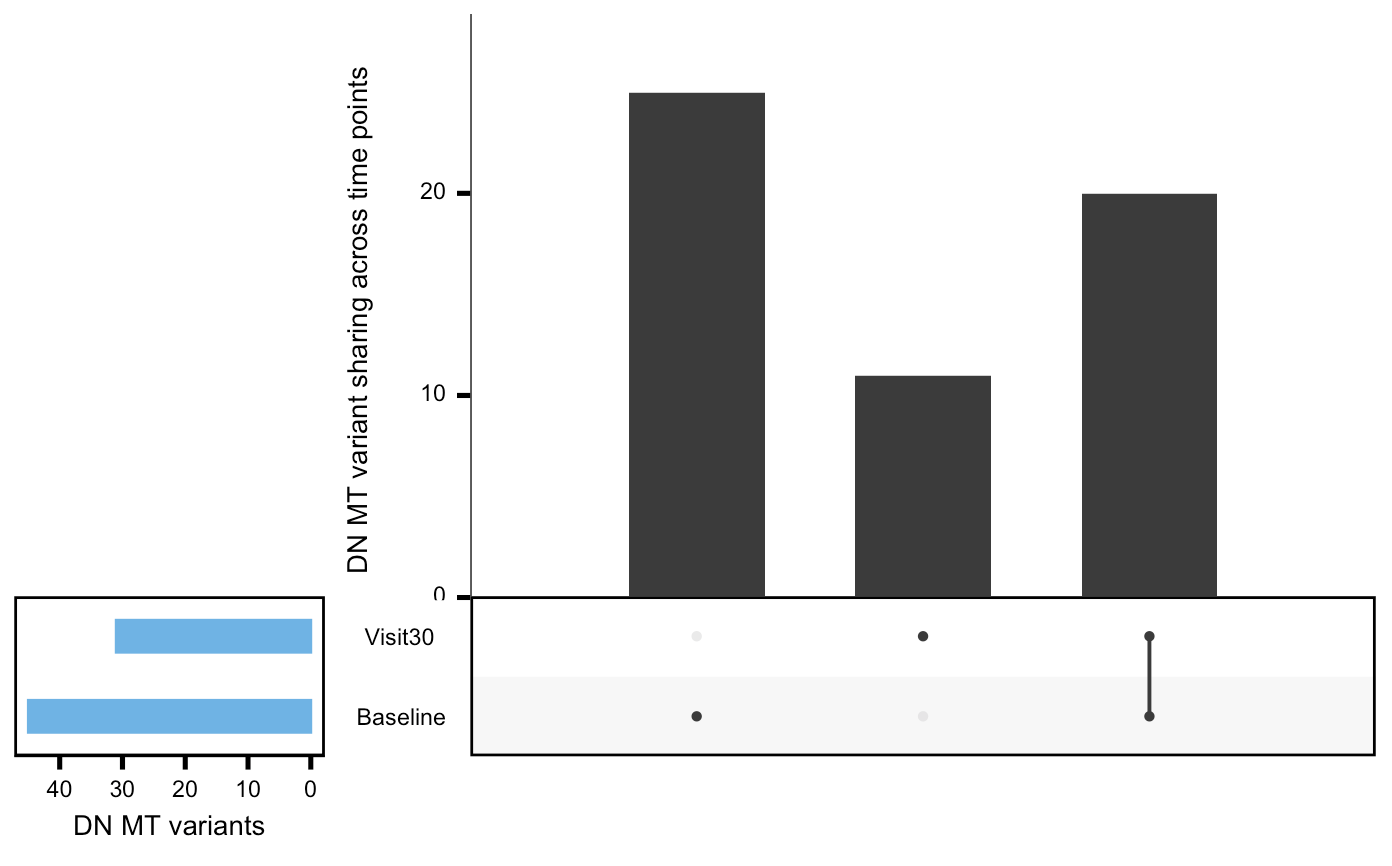 DN MT variant sharing across time points
20
10
0
Visit30
Baseline
40 30 20 10 0
DN MT variants